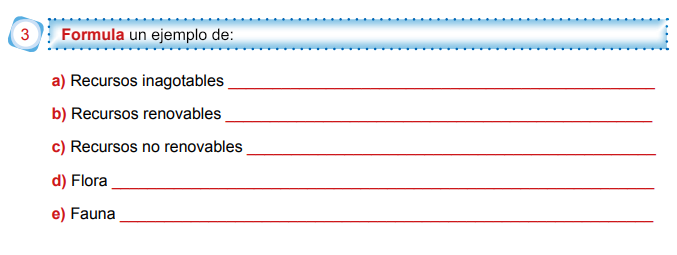 3 Formula un ejemplo de:
a) Recursos inagotables
b) Recursos renovables
c) Recursos no renovables
d) Flora
e) Fauna